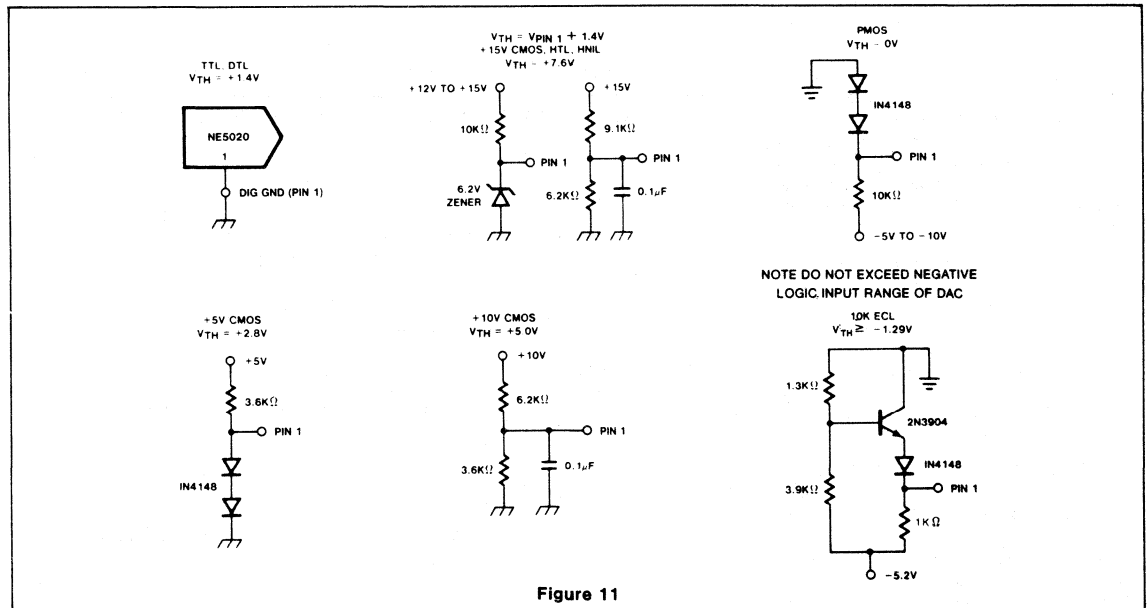 TTL, DTL
VTH = +1.4V
NE5020
1
DIG GND (PIN 1)
VTH = VPIN 1 + 1.4V
+15V CMOS, HTL, HNIL
VTH - +7.6V
+12V TO +15V
10KΩ
PIN 1
6.2V
ZENER
+15V
9.1KΩ
PIN 1
6.2KΩ
0.1µF
PMOS
VTH - 0V
IN4148
PIN 1
10KΩ
-5V TO -10V
NOTE DO NOT EXCEED NEGATIVE
LOGIC INPUT RANGE OF DAC
+5V CMOS
VTH = +2.8V
+5V
3.6KΩ
PIN 1
IN4148
+10V CMOS
VTH = +5.0V
+10V
6.2KΩ
PIN 1
3.6KΩ
0.1µF
10K ECL
VTH ≥ -1.29V
1.3KΩ
2N3904
IN4148
3.9KΩ
PIN 1
1KΩ
-5.2V
Figure 11